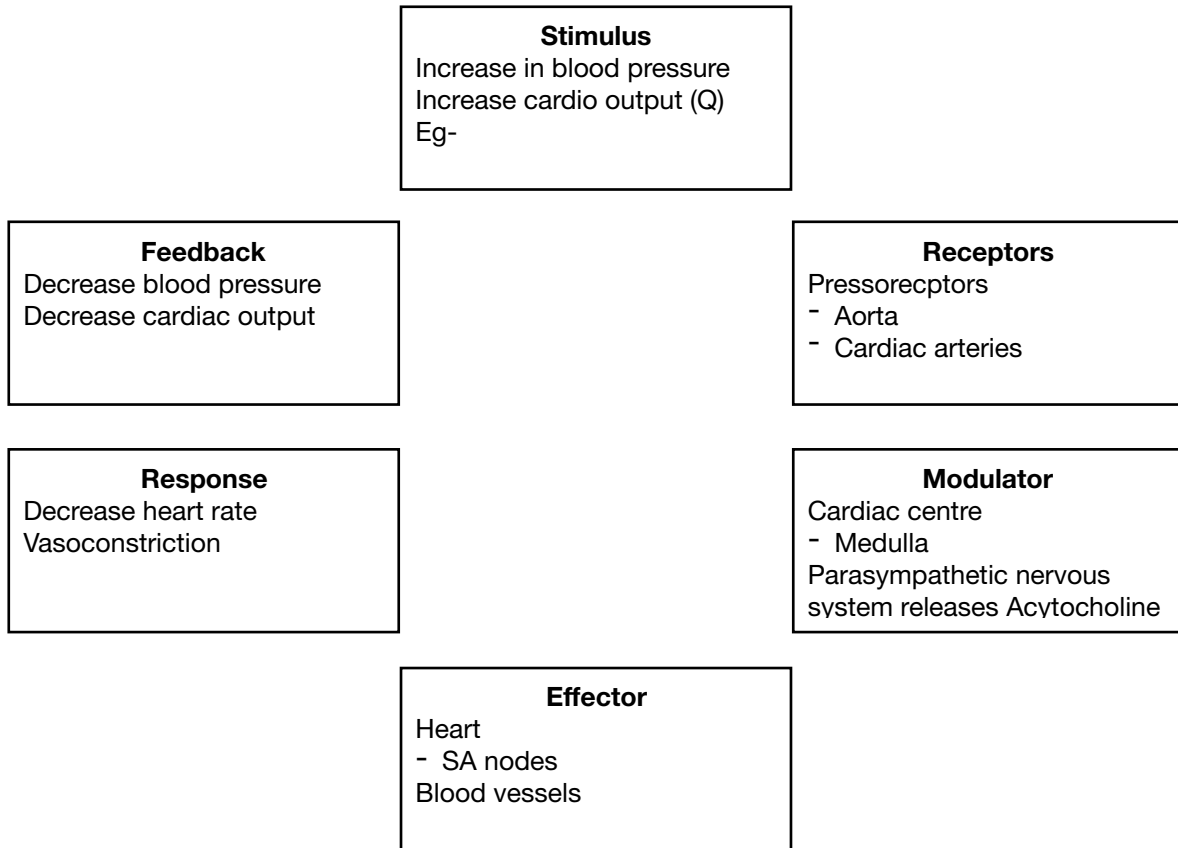 Stimulus
Increase in blood pressure
Increase cardio output (Q)
Eg-
Feedback
Decrease blood pressure
Decrease cardiac output
Receptors
Pressorecptors
- Aorta
- Cardiac arteries
Response
Decrease heart rate
Vasoconstriction
Modulator
Cardiac centre
- Medulla
Parasympathetic nervous
system releases Acytocholine
Effector
Heart
- SA nodes
Blood vessels